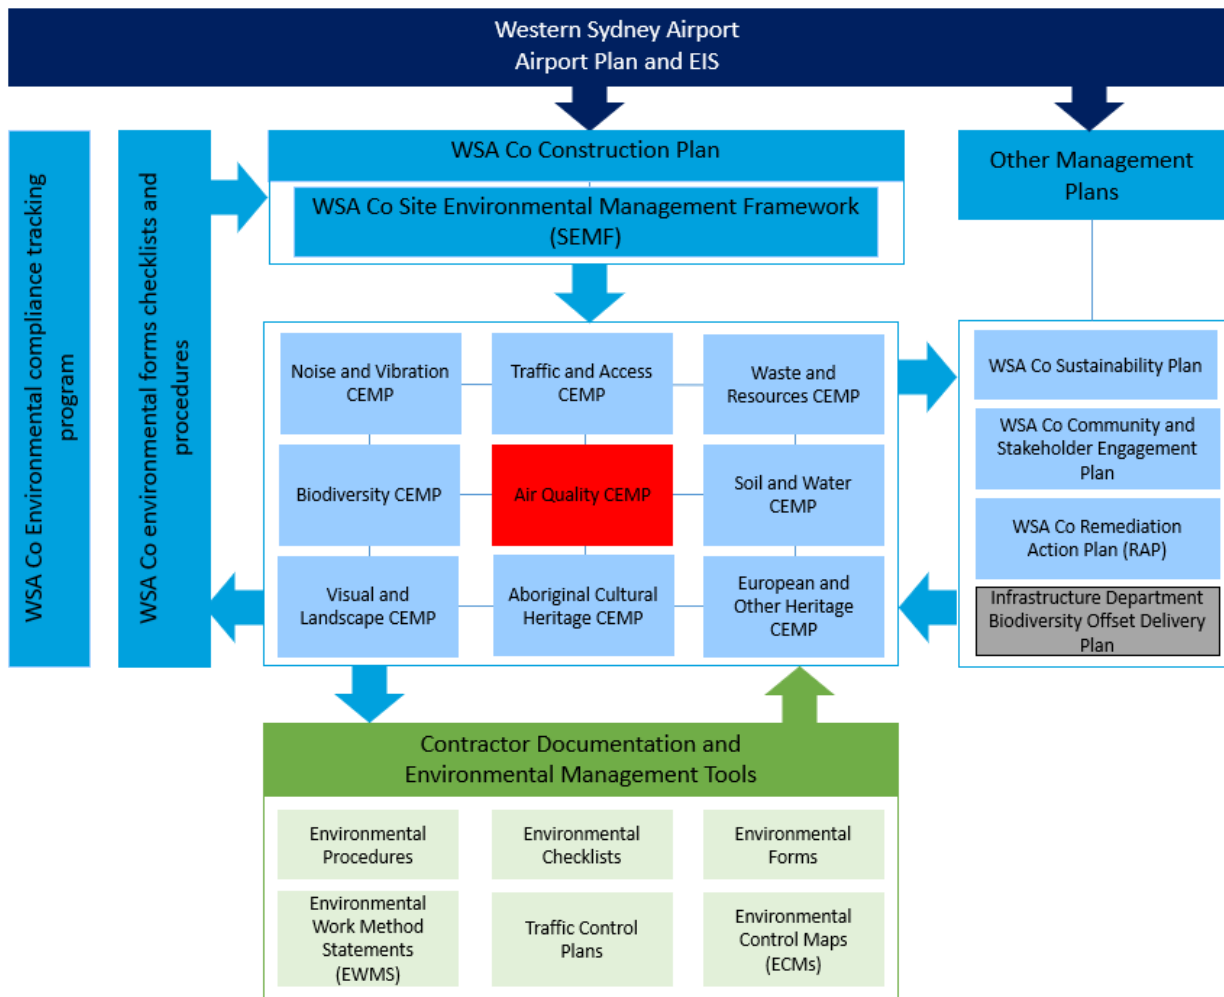 Western Sydney Airport
Airport Plan and EIS
WSA Co Environmental compliance tracking
program
WSA Co environmental forms checklists and
procedures
WSA Co Construction Plan
WSA Co Site Environmental Management Framework
(SEMF)
Other Management
Plans
Noise and Vibration
CEMP
Traffic and Access
CEMP
Waste and
Resources CEMP
Biodiversity CEMP
Air Quality CEMP
Soil and Water
CEMP
Visual and
Landscape CEMP
Aboriginal Cultural
Heritage CEMP
European and
Other Heritage
CEMP
WSA Co Sustainability Plan
WSA Co Community and
Stakeholder Engagement
Plan
WSA Co Remediation
Action Plan (RAP)
Infrastructure Department
Biodiversity Offset Delivery
Plan
Contractor Documentation and
Environmental Management Tools
Environmental
Procedures
Environmental
Checklists
Environmental
Forms
Environmental
Work Method
Statements
(EWMS)
Traffic Control
Plans
Environmental
Control Maps
(ECMs)